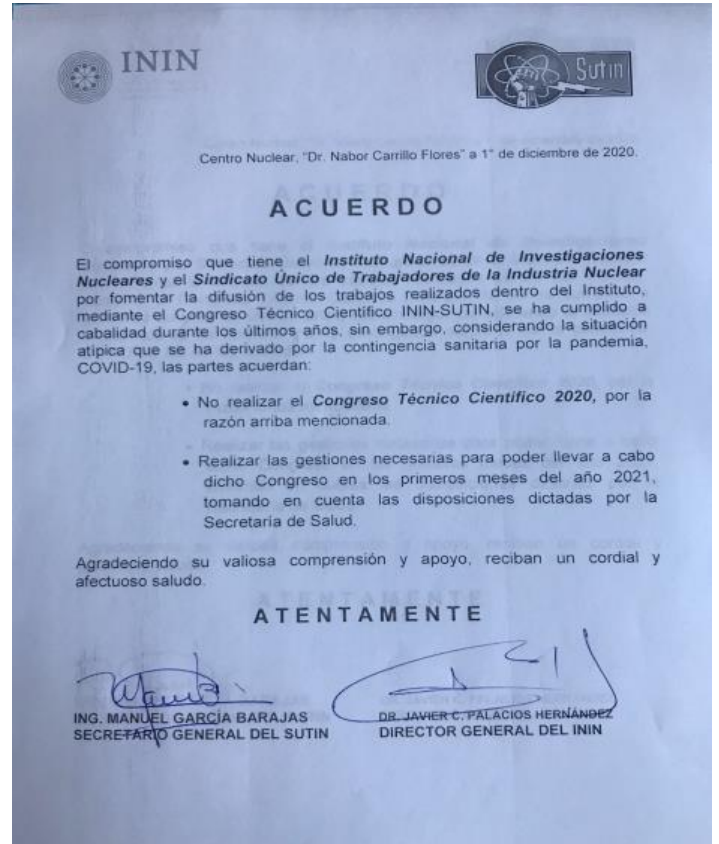 ININ
Sutin
Centro Nuclear, "Dr. Nabor Carrillo Flores" a 1° de diciembre de 2020.
ACUERDO
El compromiso que tiene el Instituto Nacional de Investigaciones
Nucleares y el Sindicato Único de Trabajadores de la Industria Nuclear
por fomentar la difusión de los trabajos realizados dentro del Instituto,
mediante el Congreso Técnico Científico ININ-SUTIN, se ha cumplido a
cabalidad durante los últimos años, sin embargo, considerando la situación
atípica que se ha derivado por la contingencia sanitaria por la pandemia,
COVID-19, las partes acuerdan:
• No realizar el Congreso Técnico Científico 2020, por la
razón arriba mencionada.
• Realizar las gestiones necesarias para poder llevar a cabo
dicho Congreso en los primeros meses del año 2021,
tomando en cuenta las disposiciones dictadas por la
Secretaría de Salud.
Agradeciendo su valiosa comprensión y apoyo, reciban un cordial y
afectuoso saludo.
ATENTAMENTE
ING. MANUEL GARCÍA BARAJAS
SECRETARIO GENERAL DEL SUTIN
DR. JAVIER C. PALACIOS HERNÁNDEZ
DIRECTOR GENERAL DEL ININ